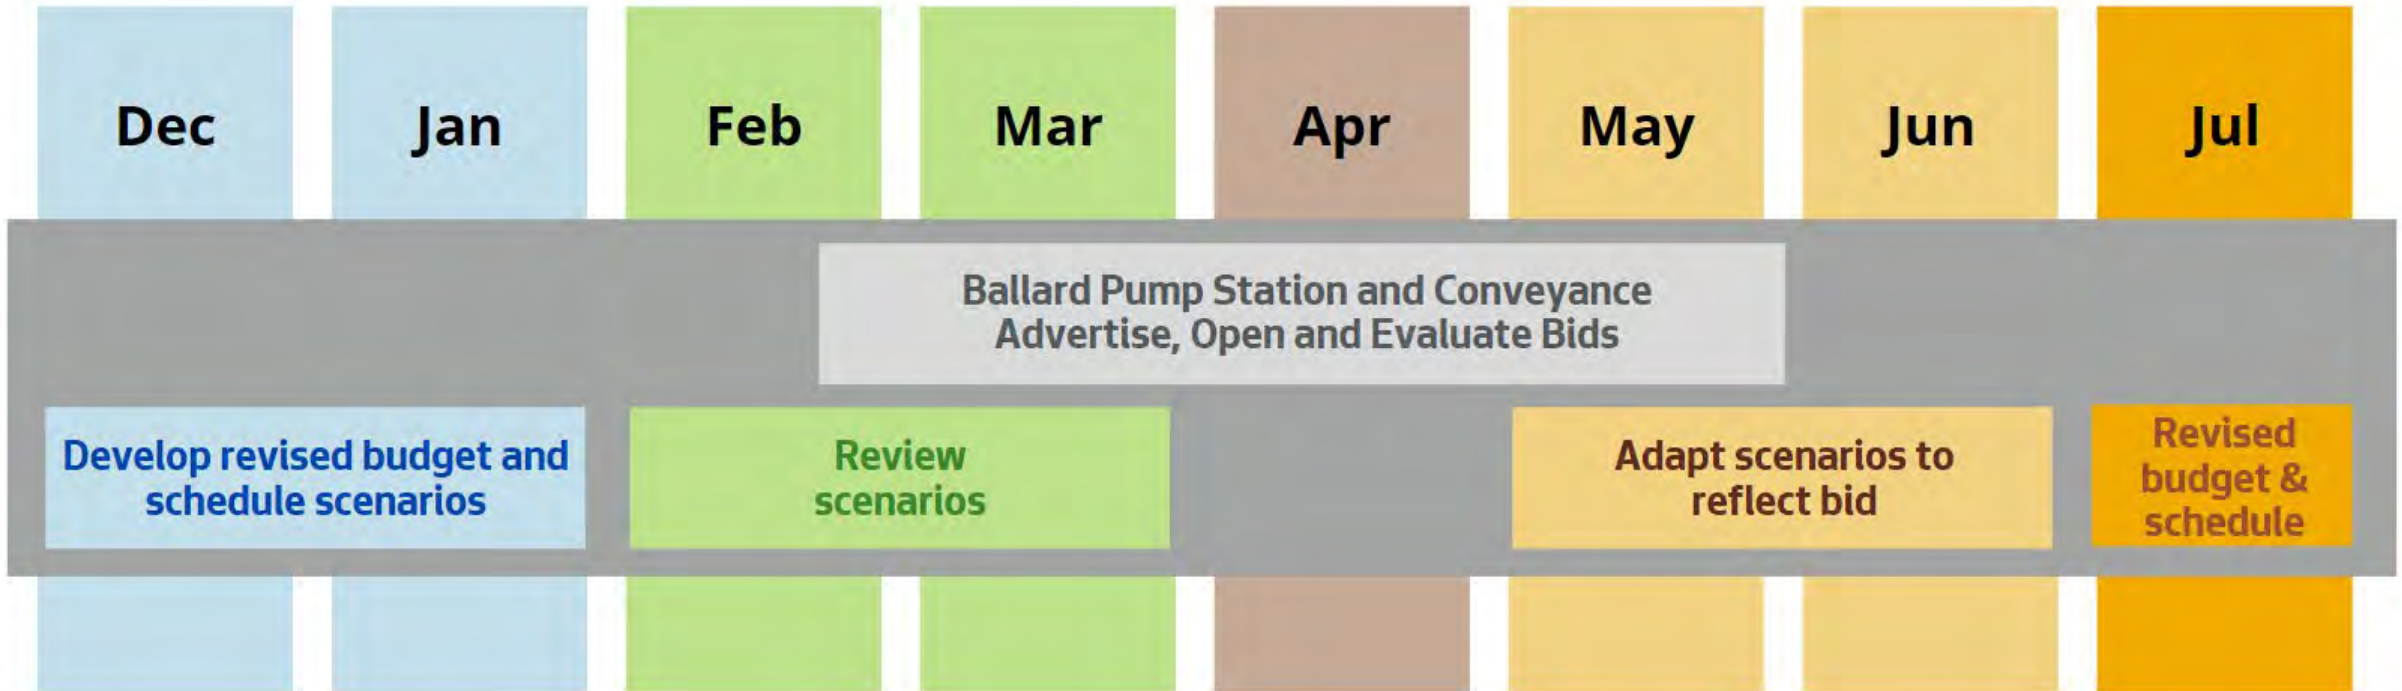 Dec Jan Feb Mar Apr May Jun Jul
Ballard Pump Station and Conveyance
Advertise, Open and Evaluate Bids
Develop revised budget and
schedule scenarios
Review
scenarios
Adapt scenarios to
reflect bid
Revised
budget &
schedule